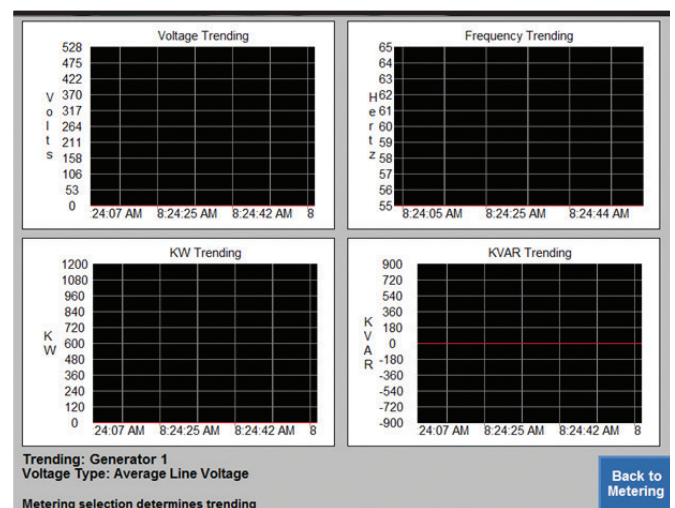 Voltage Trending
528
475
422
370
317
264
211
158
106
53
0
Volts
24:07 AM 8:24:25 AM 8:24:42 AM 8
Frequency Trending
65
64
63
62
61
60
59
58
57
56
55
Hertz
8:24:05 AM 8:24:25 AM 8:24:44 AM
KW Trending
1200
1080
960
840
720
600
480
360
240
120
0
KW
24:07 AM 8:24:25 AM 8:24:42 AM 8
KVAR Trending
900
720
540
360
180
0
-180
-360
-540
-720
-900
KVAR
24:07 AM 8:24:25 AM 8:24:42 AM 8
Trending: Generator 1
Voltage Type: Average Line Voltage
Metering selection determines trending
Back to
Metering